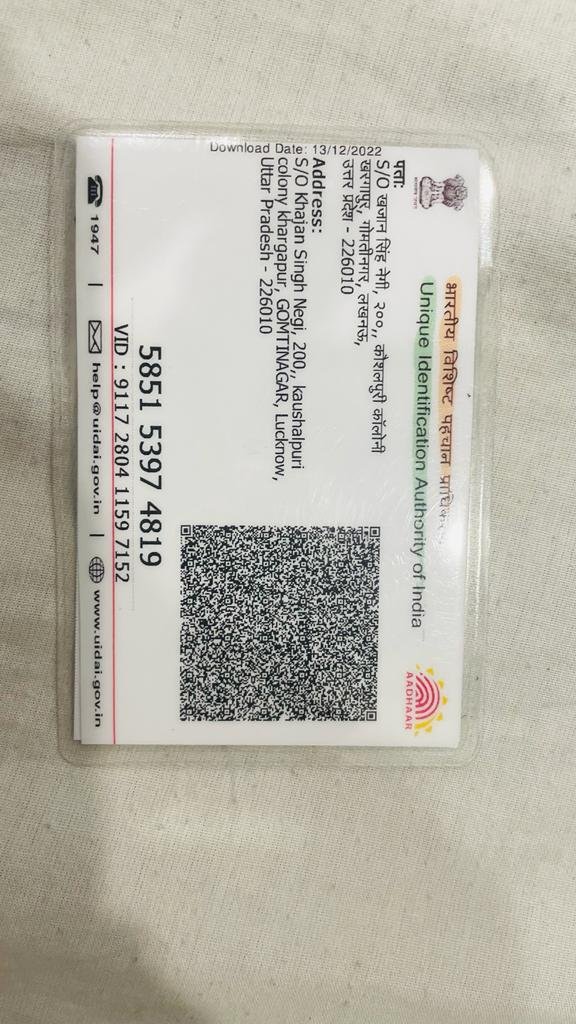 भारतीय विशिष्ट पहचान
Unique Identification Authority of India
AADHAAR
Download Date: 13/12/2022
पता:
S/O खजान सिंह नेगी, २००,, कौशलपुरी कॉलोनी
खरगापुर, गोमतीनगर, लखनऊ,
उत्तर प्रदेश - 226010
Address:
S/O Khajan Singh Negi, 200,, kaushalpuri
colony khargapur, GOMTINAGAR, Lucknow,
Uttar Pradesh - 226010
5851 5397 4819
VID : 9117 2804 1159 7152
1947 | help@uidai.gov.in | www.uidai.gov.in